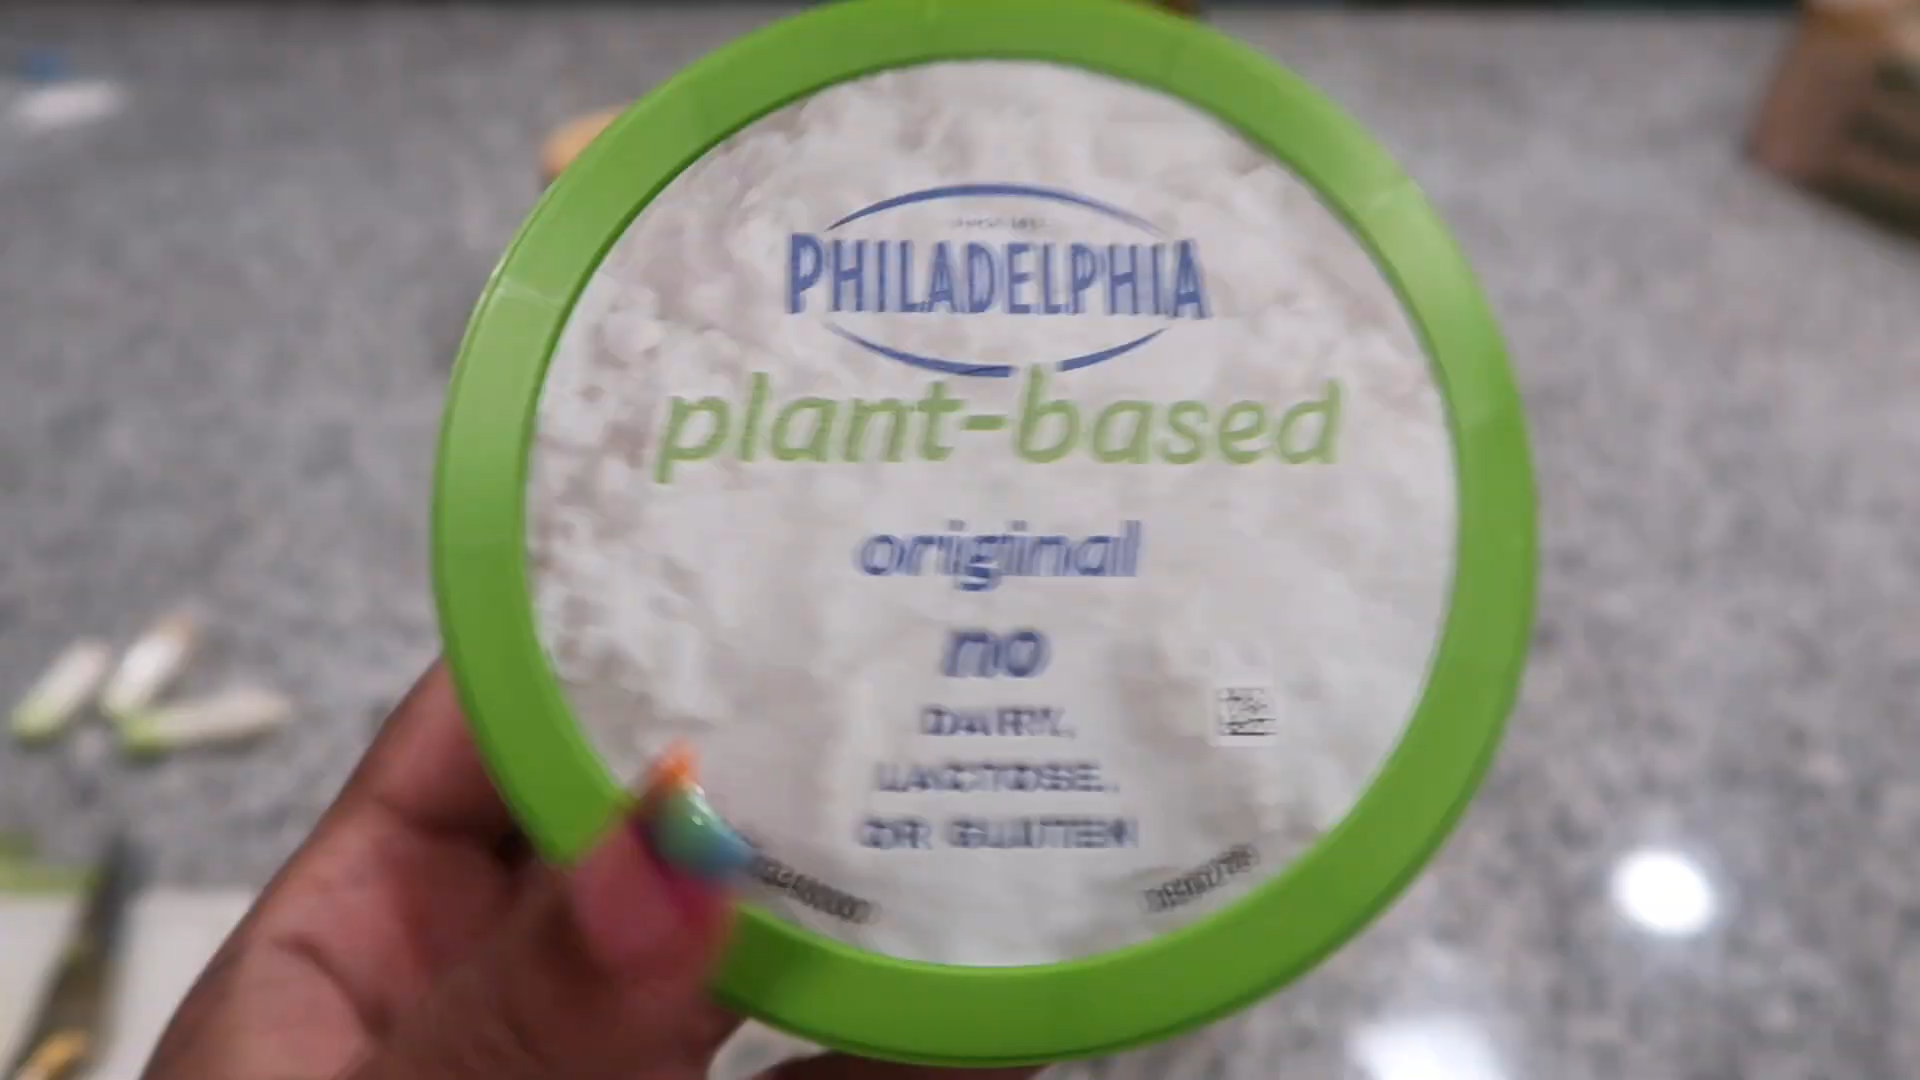 PHILADELPHIA
plant-based
original
no
DAIRY,
LACTOSE,
OR GLUTEN